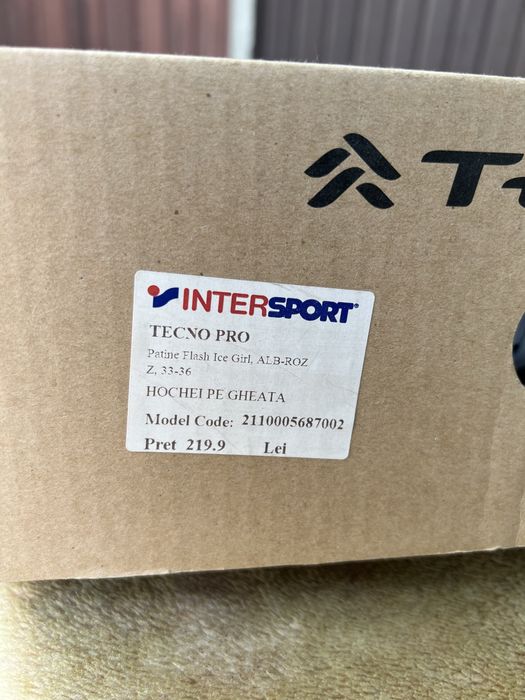 INTERSPORT
TECNO PRO
Patine Flash Ice Girl, ALB-ROZ
Z, 33-36
HOCHEI PE GHEATA
Model Code: 2110005687002
Pret 219.9 Lei